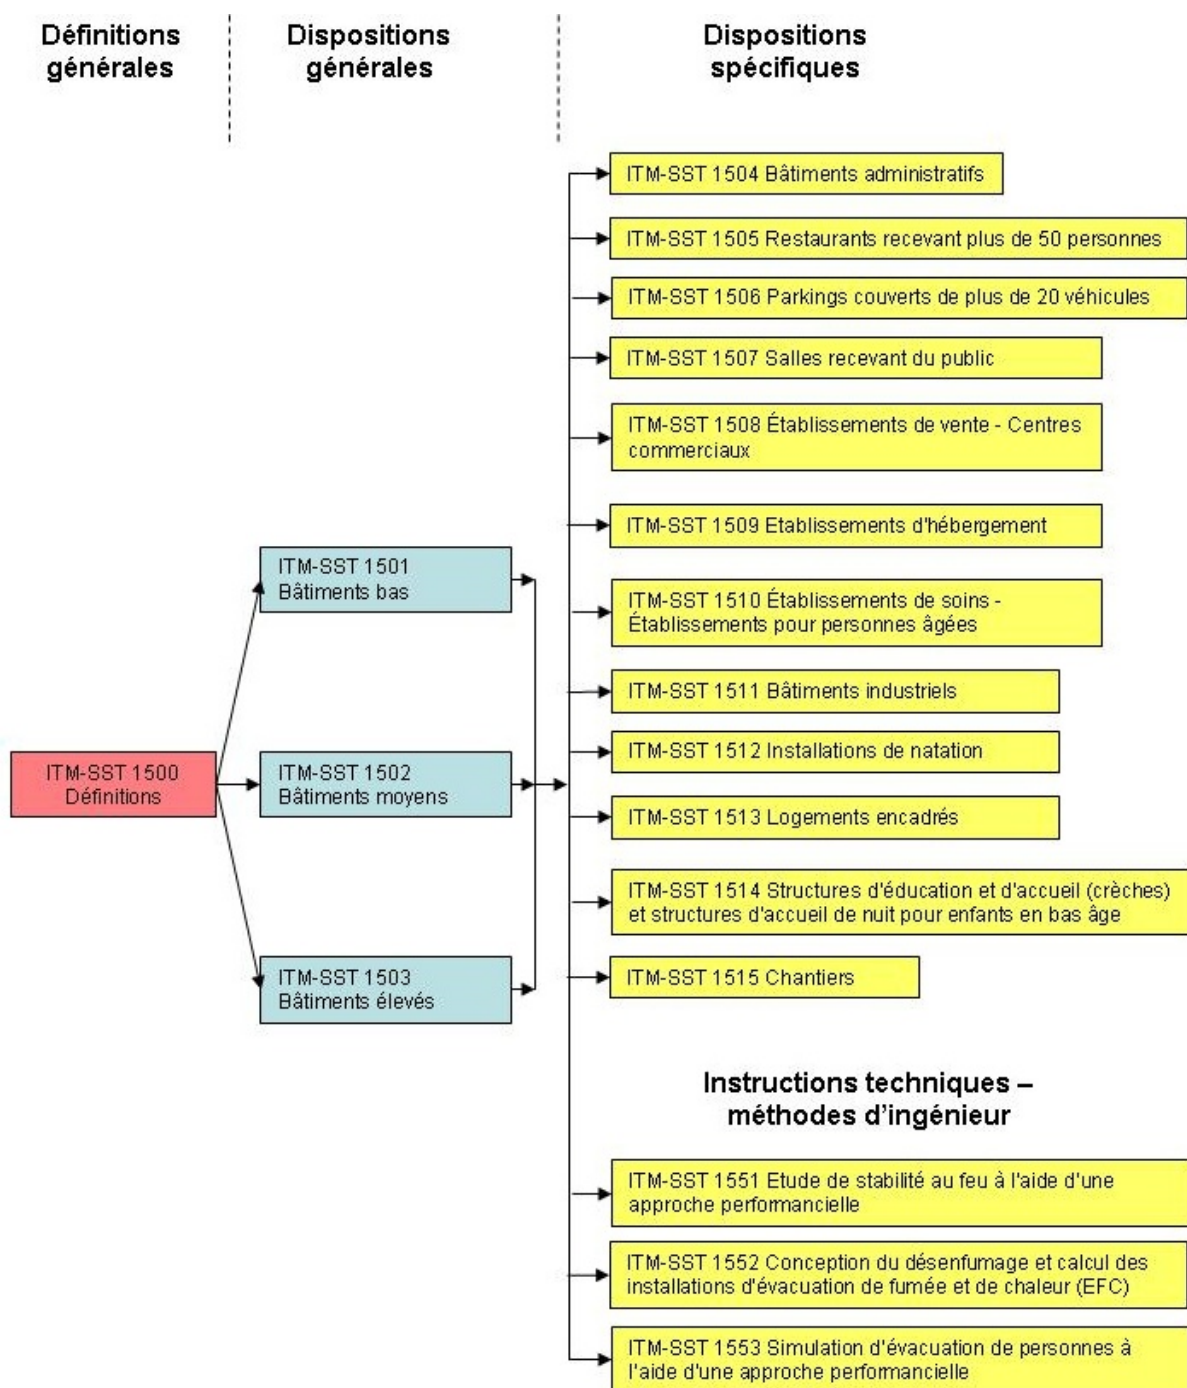 Définitions
générales
Dispositions
générales
Dispositions
spécifiques
ITM-SST 1500
Définitions
ITM-SST 1501
Bâtiments bas
ITM-SST 1502
Bâtiments moyens
ITM-SST 1503
Bâtiments élevés
ITM-SST 1504 Bâtiments administratifs
ITM-SST 1505 Restaurants recevant plus de 50 personnes
ITM-SST 1506 Parkings couverts de plus de 20 véhicules
ITM-SST 1507 Salles recevant du public
ITM-SST 1508 Établissements de vente - Centres
commerciaux
ITM-SST 1509 Etablissements d'hébergement
ITM-SST 1510 Établissements de soins -
Établissements pour personnes âgées
ITM-SST 1511 Bâtiments industriels
ITM-SST 1512 Installations de natation
ITM-SST 1513 Logements encadrés
ITM-SST 1514 Structures d'éducation et d'accueil (crèches)
et structures d'accueil de nuit pour enfants en bas âge
ITM-SST 1515 Chantiers
Instructions techniques –
méthodes d'ingénieur
ITM-SST 1551 Etude de stabilité au feu à l'aide d'une
approche performancielle
ITM-SST 1552 Conception du désenfumage et calcul des
installations d'évacuation de fumée et de chaleur (EFC)
ITM-SST 1553 Simulation d'évacuation de personnes à
l'aide d'une approche performancielle